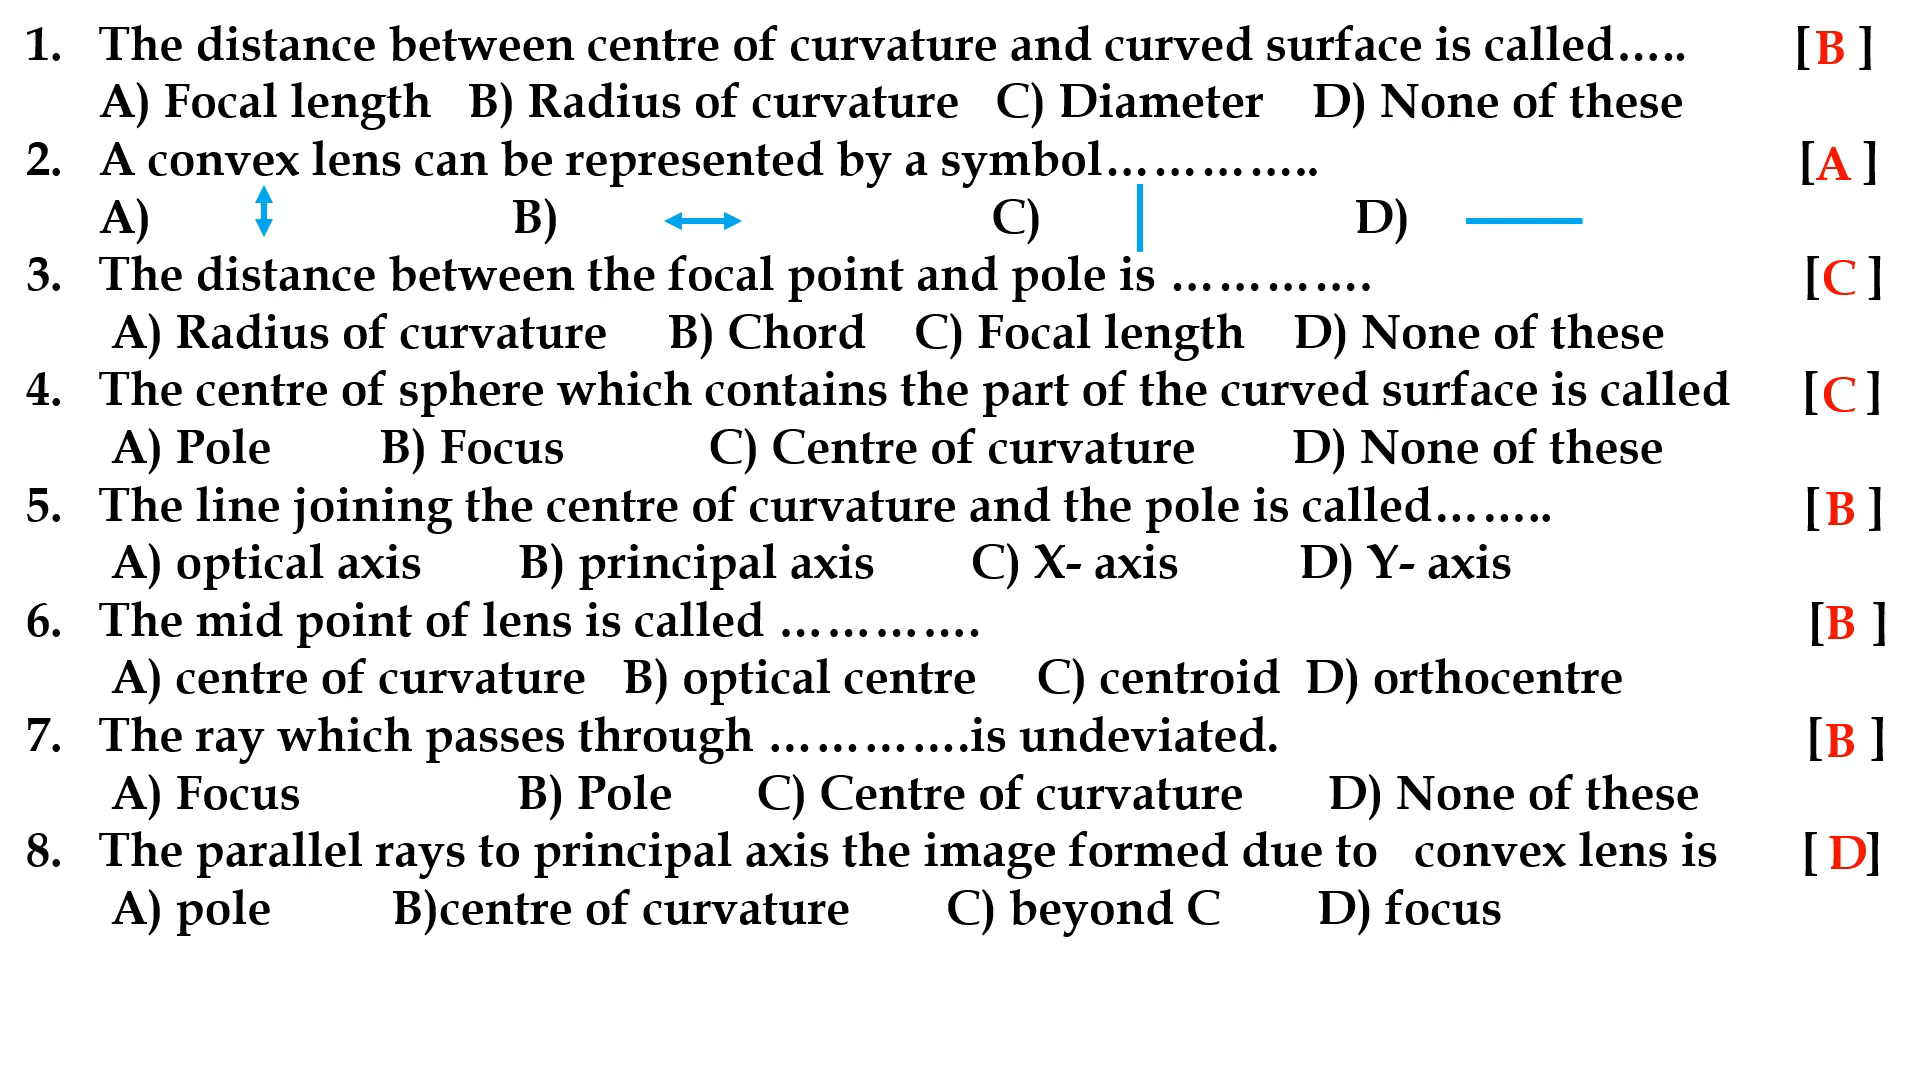 1. The distance between centre of curvature and curved surface is called….. [ B ]
A) Focal length B) Radius of curvature C) Diameter D) None of these
2. A convex lens can be represented by a symbol………….. [ A ]
A) B) C) D)
3. The distance between the focal point and pole is …………. [ C ]
A) Radius of curvature B) Chord C) Focal length D) None of these
4. The centre of sphere which contains the part of the curved surface is called [ C ]
A) Pole B) Focus C) Centre of curvature D) None of these
5. The line joining the centre of curvature and the pole is called…….. [ B ]
A) optical axis B) principal axis C) X- axis D) Y- axis
6. The mid point of lens is called …………. [ B ]
A) centre of curvature B) optical centre C) centroid D) orthocentre
7. The ray which passes through ………….is undeviated. [ B ]
A) Focus B) Pole C) Centre of curvature D) None of these
8. The parallel rays to principal axis the image formed due to convex lens is [ D]
A) pole B)centre of curvature C) beyond C D) focus